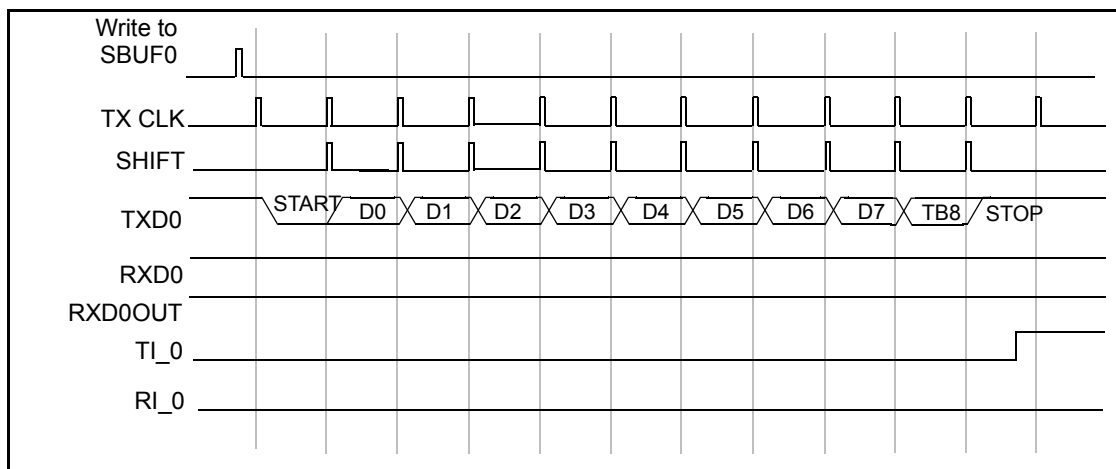 Write to
SBUF0
TX CLK
SHIFT
TXD0
START D0 D1 D2 D3 D4 D5 D6 D7 TB8 STOP
RXD0
RXD0OUT
TI_0
RI_0